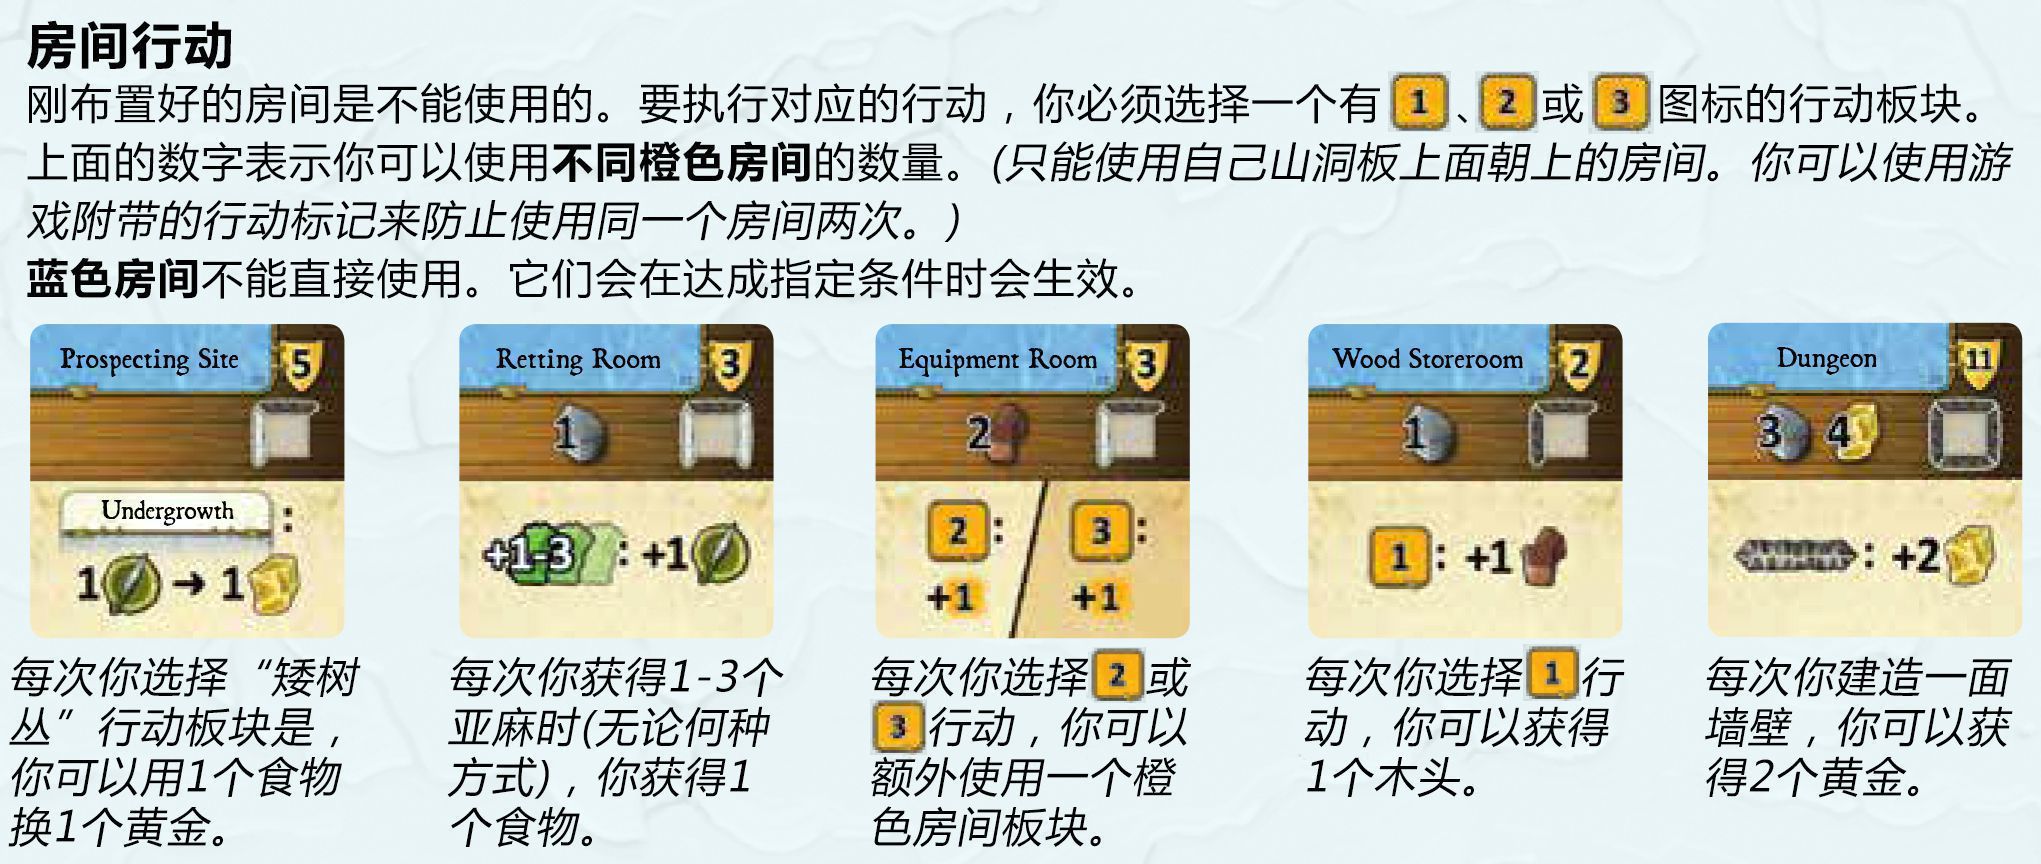 房间行动
刚布置好的房间是不能使用的。要执行对应的行动，你必须选择一个有 1 、 2 或 3 图标的行动板块。
上面的数字表示你可以使用不同橙色房间的数量。(只能使用自己山洞板上面朝上的房间。你可以使用游
戏附带的行动标记来防止使用同一个房间两次。)
蓝色房间不能直接使用。它们会在达成指定条件时会生效。
Prospecting Site 5
Undergrowth :
1 → 1
每次你选择“矮树
丛”行动板块是，
你可以用1个食物
换1个黄金。
Retting Room 3
1
+1-3 : +1
每次你获得1-3个
亚麻时(无论何种
方式)，你获得1
个食物。
Equipment Room 3
2
2 : 3 :
+1 +1
每次你选择 2 或
3 行动，你可以
额外使用一个橙
色房间板块。
Wood Storeroom 2
1
1 : +1
每次你选择 1 行
动，你可以获得
1个木头。
Dungeon 11
3 4
: +2
每次你建造一面
墙壁，你可以获
得2个黄金。